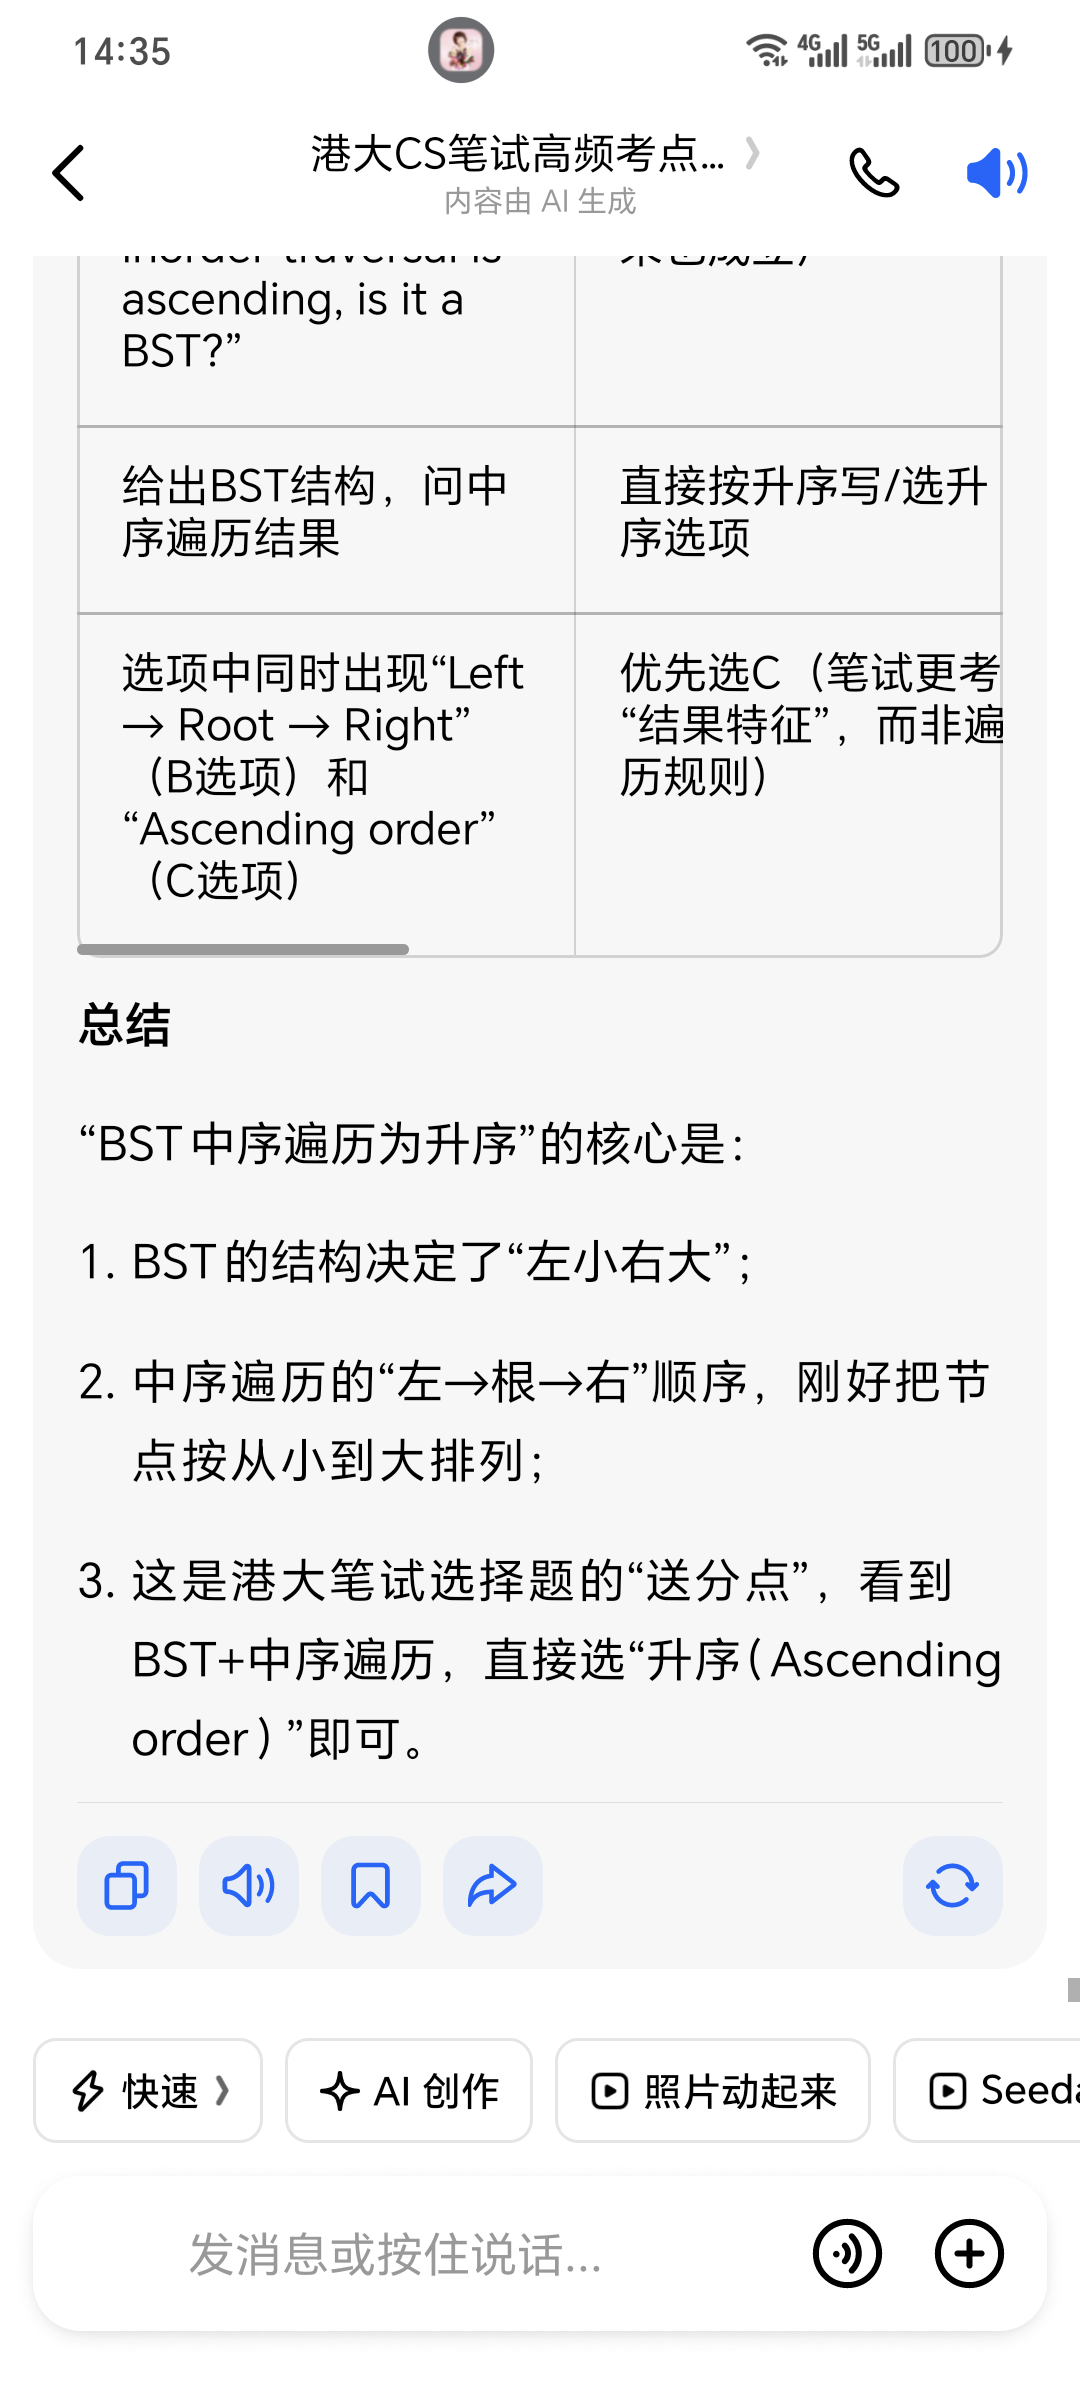 14:35
4G 5G 100
港大CS笔试高频考点...
内容由 AI 生成
inorder traversal is
ascending, is it a
BST?”
给出BST结构，问中
序遍历结果
直接按升序写/选升
序选项
选项中同时出现“Left
→ Root → Right”
（B选项）和
“Ascending order”
（C选项）
优先选C（笔试更考
“结果特征”，而非遍
历规则）
总结
“BST中序遍历为升序”的核心是：
1. BST的结构决定了“左小右大”；
2. 中序遍历的“左→根→右”顺序，刚好把节
点按从小到大排列；
3. 这是港大笔试选择题的“送分点”，看到
BST+中序遍历，直接选“升序(Ascending
order)”即可。
快速
AI 创作
照片动起来
Seeda
发消息或按住说话...